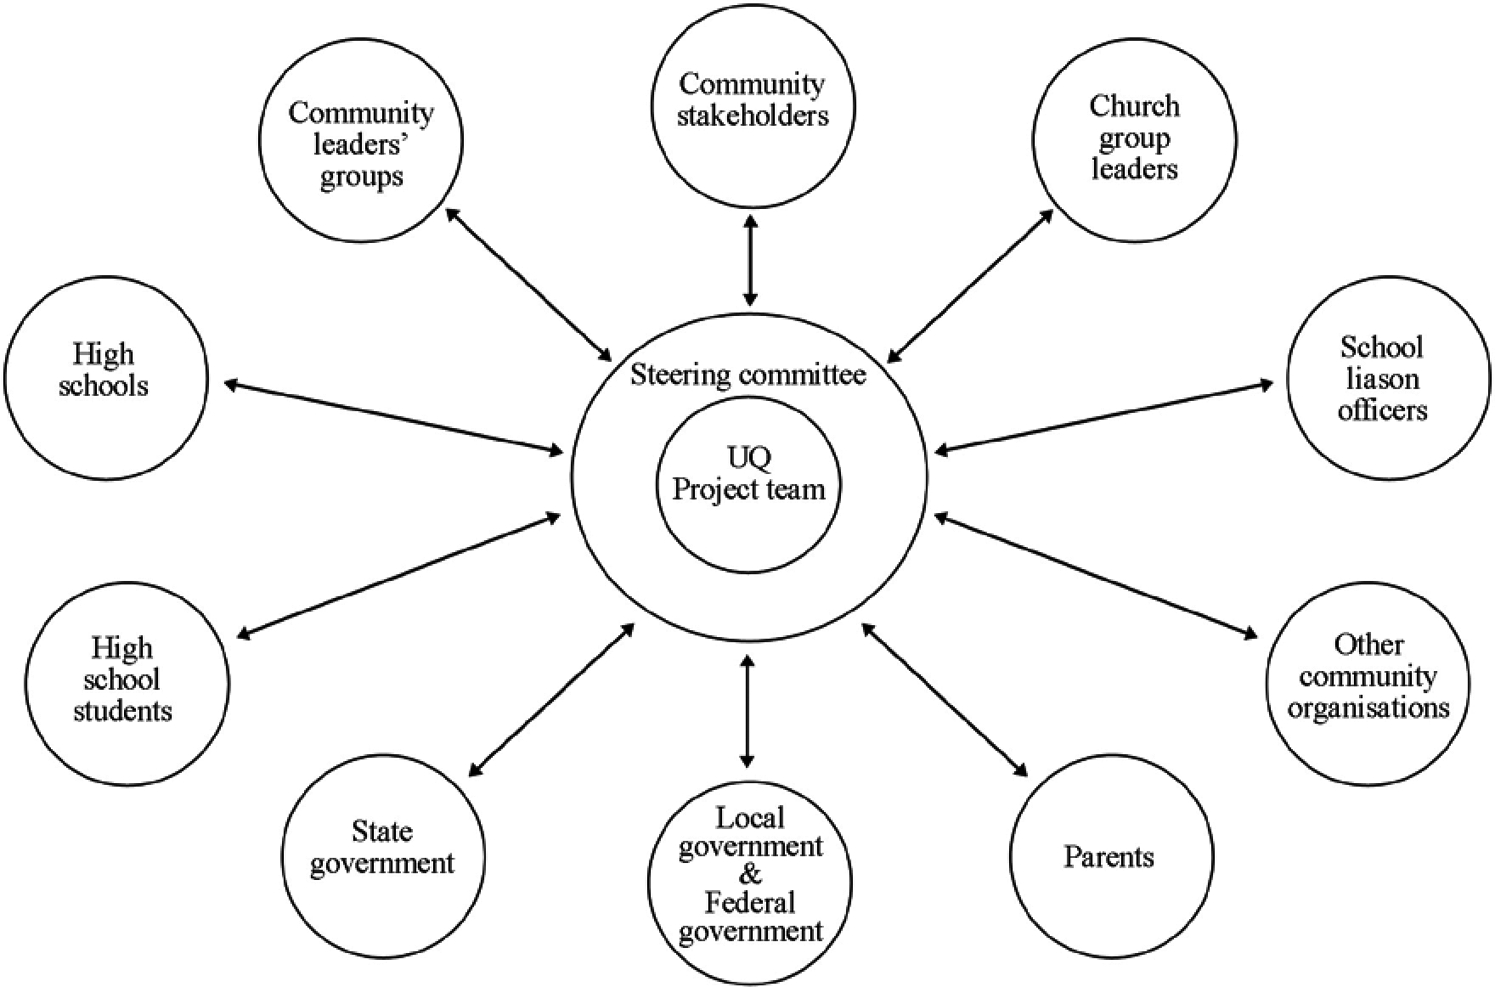 Community
stakeholders
Community
leaders’
groups
Church
group
leaders
High
schools
School
liason
officers
Steering committee
UQ
Project team
High
school
students
Other
community
organisations
State
government
Local
government
&
Federal
government
Parents